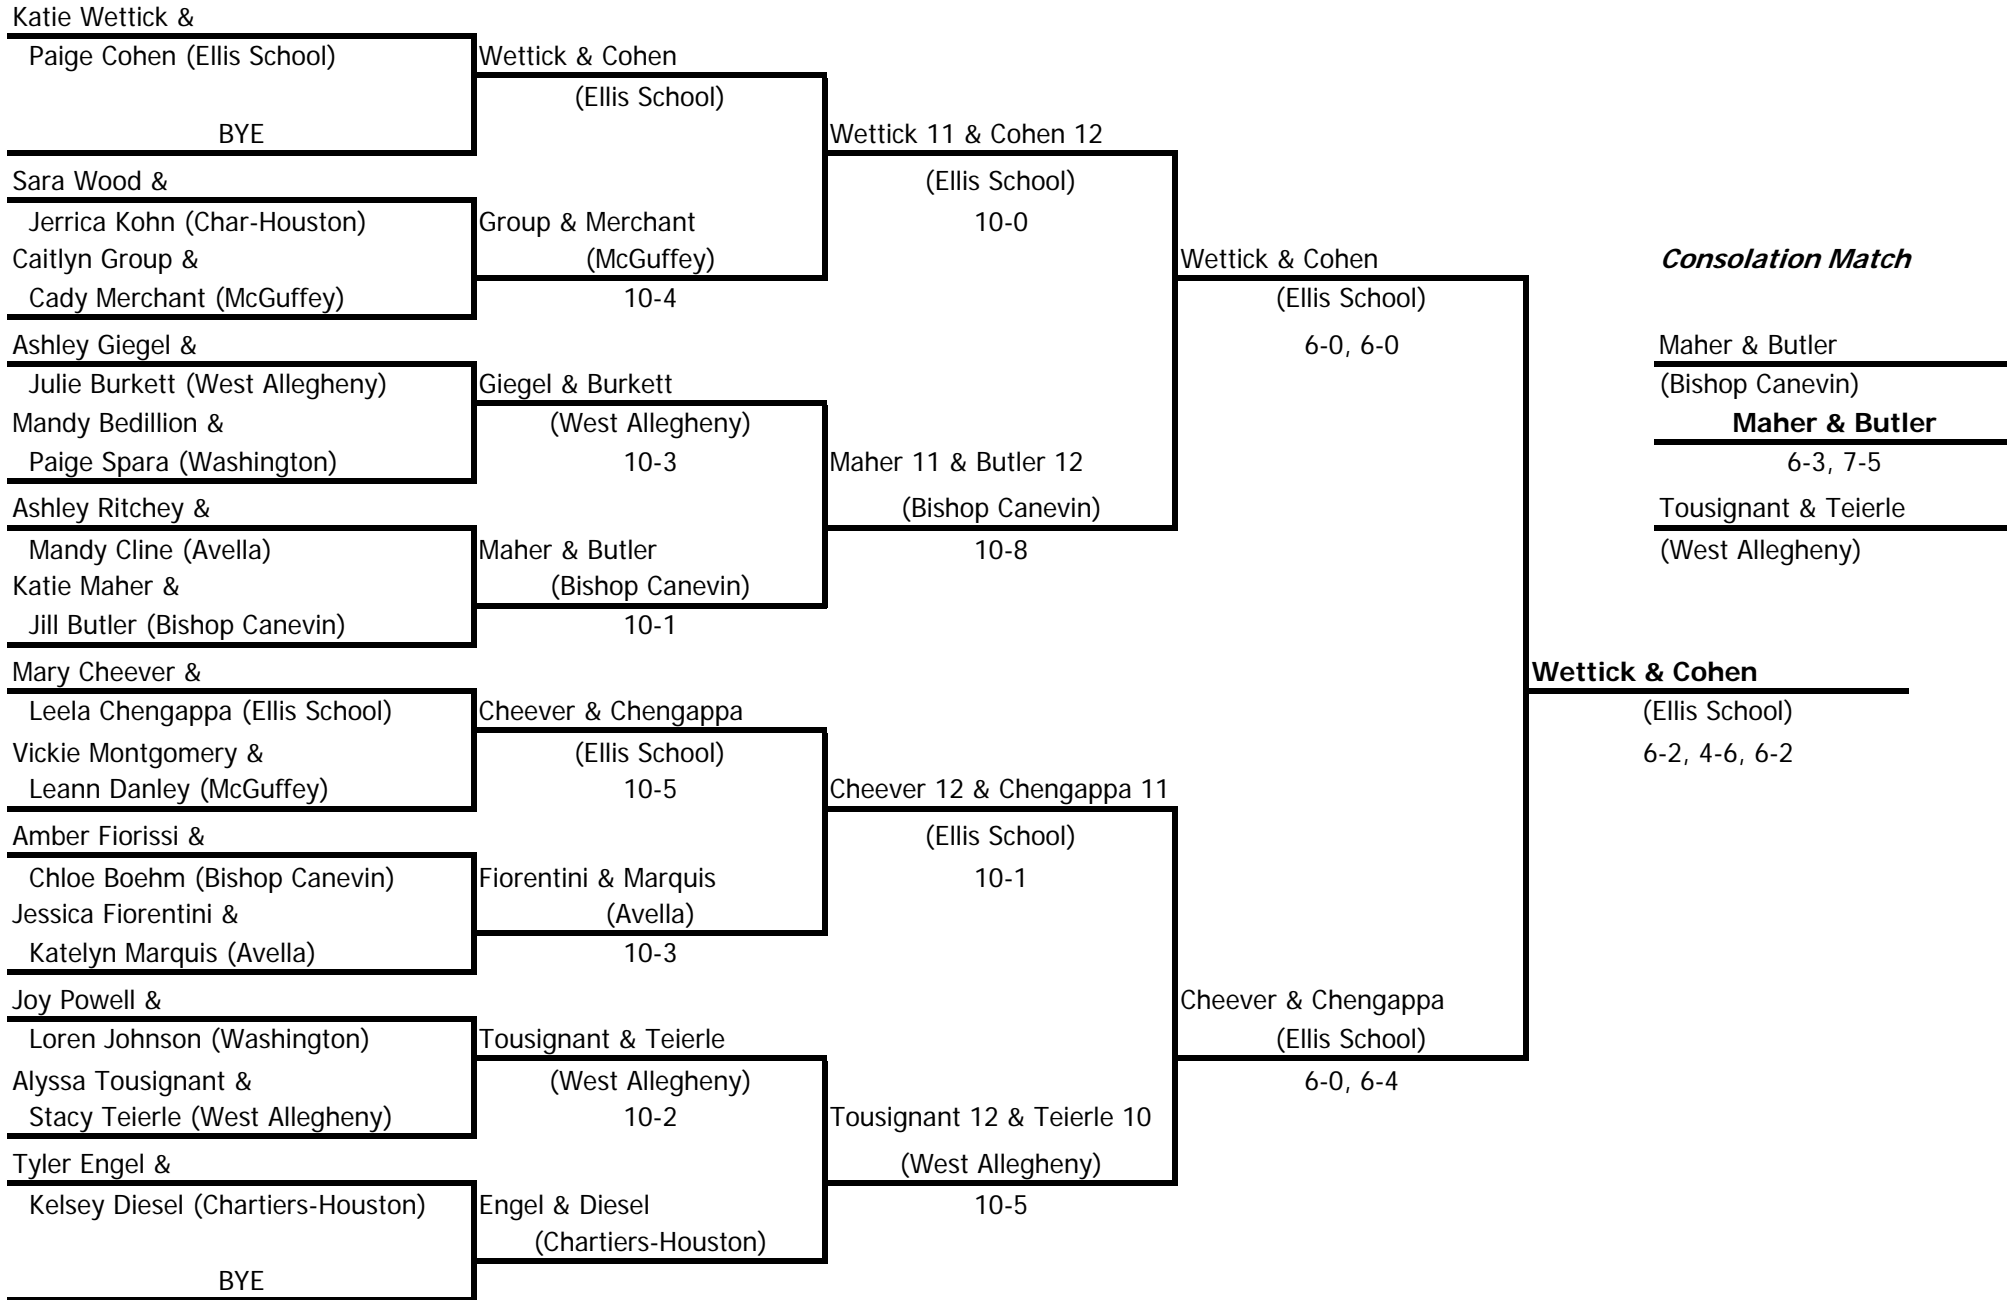 Katie Wettick &
Paige Cohen (Ellis School)
BYE
Sara Wood &
Jerrica Kohn (Char-Houston)
Caitlyn Group &
Cady Merchant (McGuffey)
Ashley Giegel &
Julie Burkett (West Allegheny)
Mandy Bedillion &
Paige Spara (Washington)
Ashley Ritchey &
Mandy Cline (Avella)
Katie Maher &
Jill Butler (Bishop Canevin)
Mary Cheever &
Leela Chengappa (Ellis School)
Vickie Montgomery &
Leann Danley (McGuffey)
Amber Fiorissi &
Chloe Boehm (Bishop Canevin)
Jessica Fiorentini &
Katelyn Marquis (Avella)
Joy Powell &
Loren Johnson (Washington)
Alyssa Tousignant &
Stacy Teierle (West Allegheny)
Tyler Engel &
Kelsey Diesel (Chartiers-Houston)
BYE
Wettick & Cohen
(Ellis School)
Group & Merchant
(McGuffey)
10-4
Giegel & Burkett
(West Allegheny)
10-3
Maher & Butler
(Bishop Canevin)
10-1
Cheever & Chengappa
(Ellis School)
10-5
Fiorentini & Marquis
(Avella)
10-3
Tousignant & Teierle
(West Allegheny)
10-2
Engel & Diesel
(Chartiers-Houston)
Wettick 11 & Cohen 12
(Ellis School)
10-0
Maher 11 & Butler 12
(Bishop Canevin)
10-8
Cheever 12 & Chengappa 11
(Ellis School)
10-1
Tousignant 12 & Teierle 10
(West Allegheny)
10-5
Wettick & Cohen
(Ellis School)
6-0, 6-0
Cheever & Chengappa
(Ellis School)
6-0, 6-4
Wettick & Cohen
(Ellis School)
6-2, 4-6, 6-2
Consolation Match
Maher & Butler
(Bishop Canevin)
Maher & Butler
6-3, 7-5
Tousignant & Teierle
(West Allegheny)